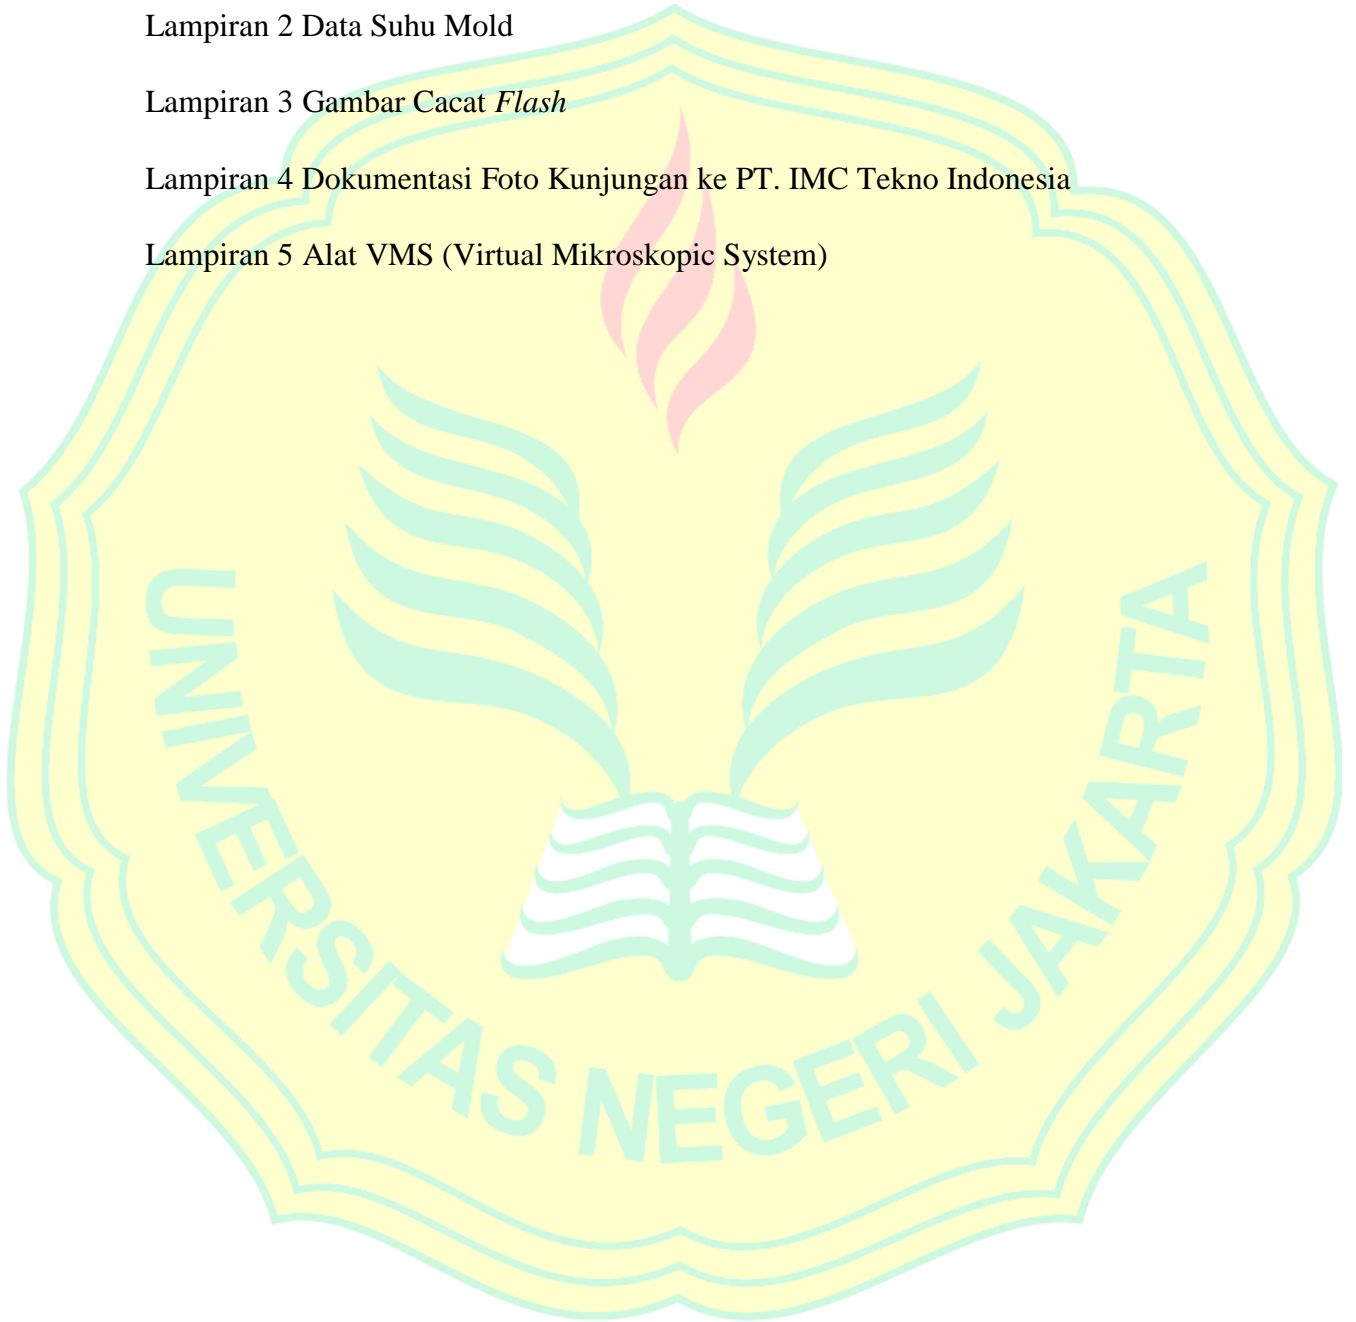 Lampiran 2 Data Suhu Mold
Lampiran 3 Gambar Cacat Flash
Lampiran 4 Dokumentasi Foto Kunjungan ke PT. IMC Tekno Indonesia
Lampiran 5 Alat VMS (Virtual Mikroskopic System)
UNIVERSITAS NEGERI JAKARTA